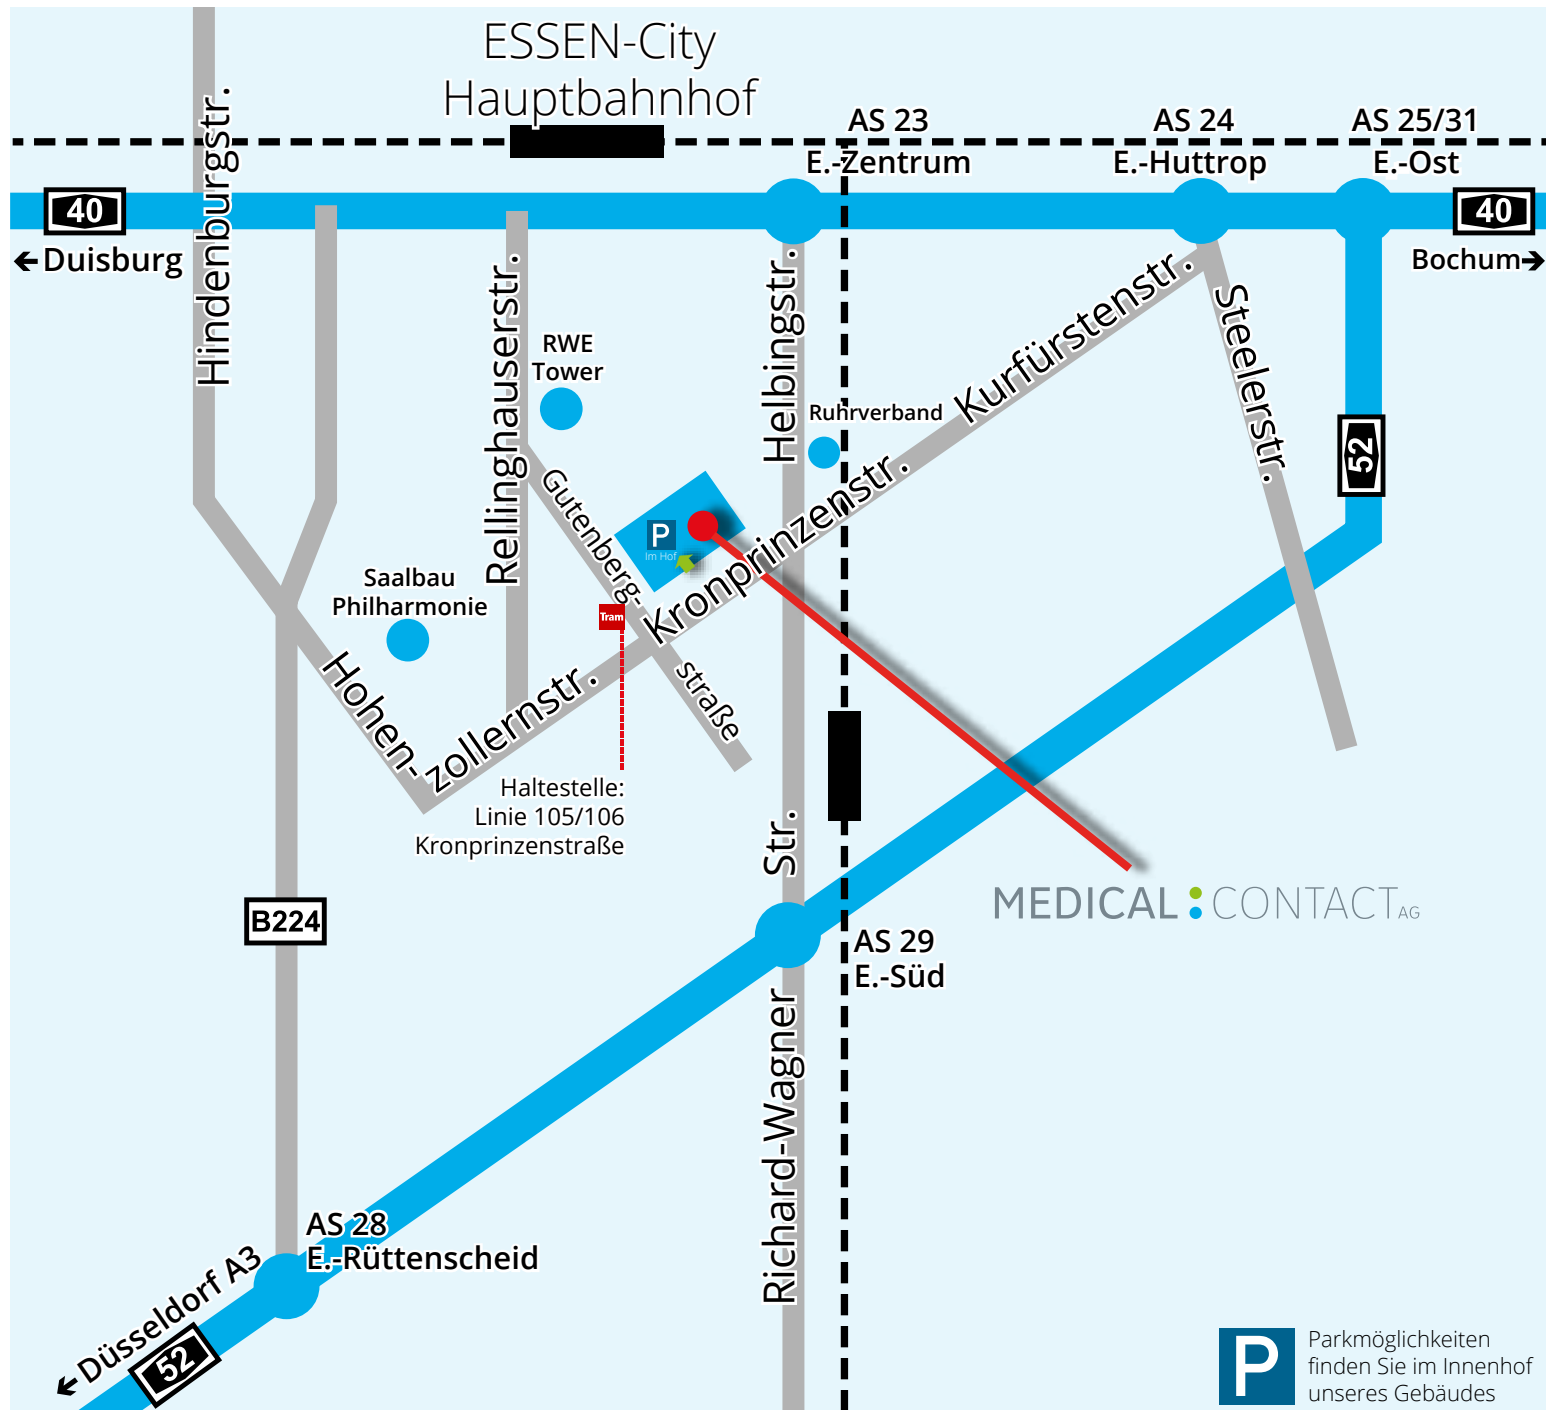 ESSEN-City
Hauptbahnhof
AS 23
E.-Zentrum
AS 24
E.-Huttrop
AS 25/31
E.-Ost
40
40
← Duisburg
Bochum →
Hindenburgstr.
Rellinghauserstr.
Helbingstr.
Kurfürstenstr.
Steelerstr.
RWE
Tower
Ruhrverband
52
Gutenberg-
straße
P
im Hof
Kronprinzenstr.
Saalbau
Philharmonie
Tram
Hohen-
zollernstr.
Haltestelle:
Linie 105/106
Kronprinzenstraße
Richard-Wagner Str.
MEDICAL:CONTACT AG
B224
AS 29
E.-Süd
AS 28
E.-Rüttenscheid
← Düsseldorf A3
52
P
Parkmöglichkeiten
finden Sie im Innenhof
unseres Gebäudes